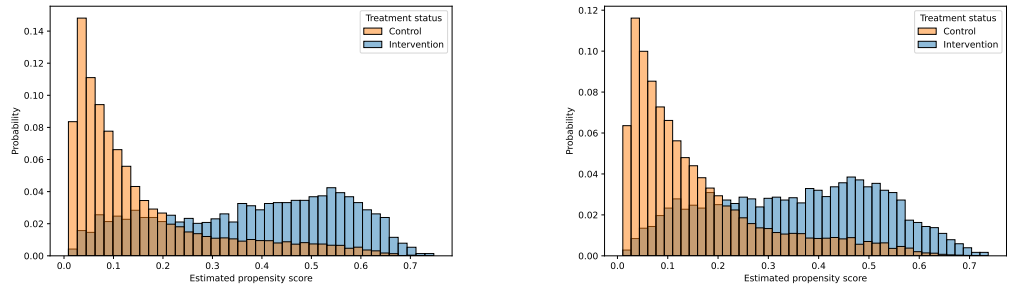 Treatment status
Control
Intervention
Probability
0.14
0.12
0.10
0.08
0.06
0.04
0.02
0.00
0.0 0.1 0.2 0.3 0.4 0.5 0.6 0.7
Estimated propensity score
Treatment status
Control
Intervention
Probability
0.12
0.10
0.08
0.06
0.04
0.02
0.00
0.0 0.1 0.2 0.3 0.4 0.5 0.6 0.7
Estimated propensity score